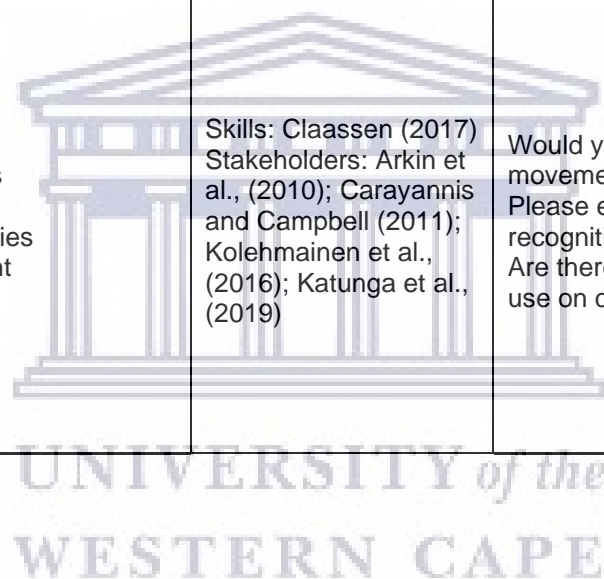 s
ies
nt
Skills: Claassen (2017)
Stakeholders: Arkin et
al., (2010); Carayannis
and Campbell (2011);
Kolehmainen et al.,
(2016); Katunga et al.,
(2019)
Would y
moveme
Please e
recogniti
Are there
use on
UNIVERSITY of the
WESTERN CAPE